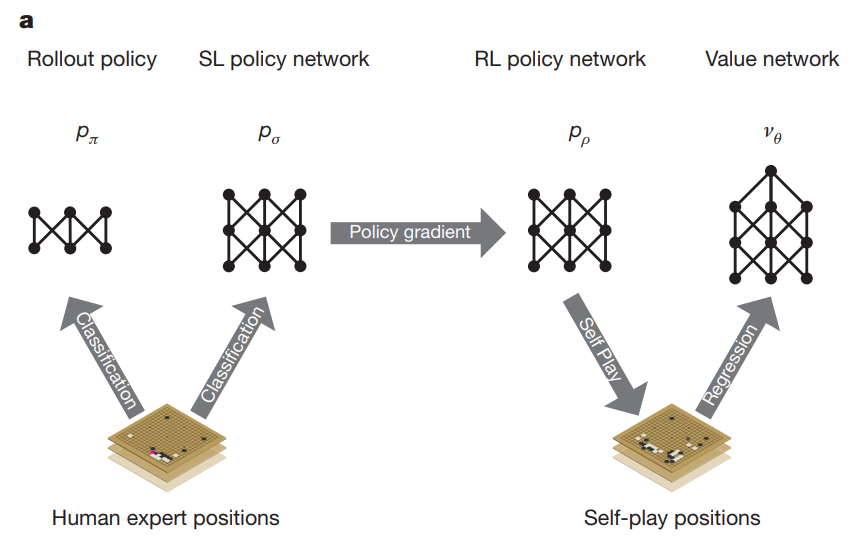 a
Rollout policy
SL policy network
RL policy network
Value network
pπ
pσ
pρ
νθ
Policy gradient
Classification
Classification
Self Play
Regression
Human expert positions
Self-play positions